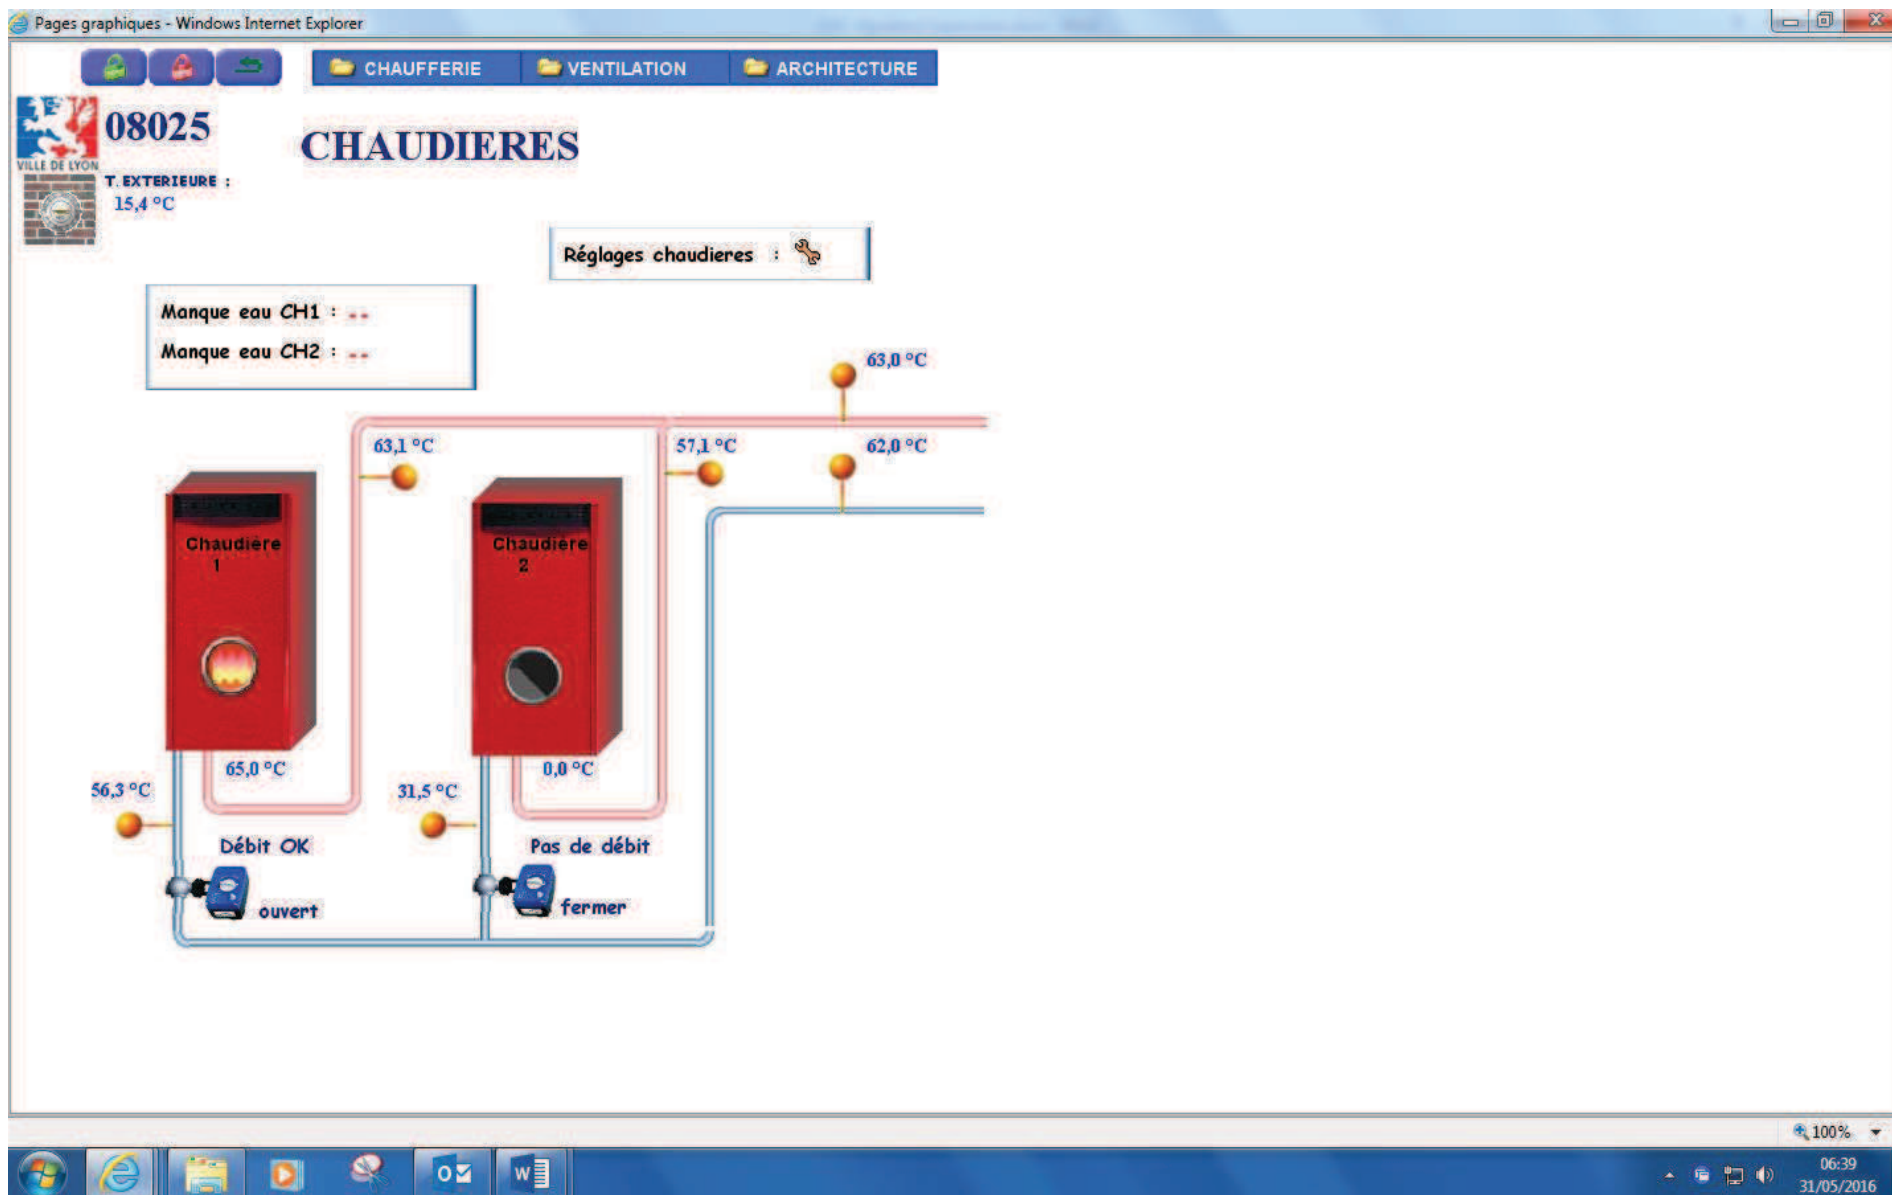 Pages graphiques - Windows Internet Explorer
CHAUFFERIE VENTILATION ARCHITECTURE
08025
CHAUDIERES
VILLE DE LYON
T. EXTERIEURE :
15,4 °C
Réglages chaudieres :
Manque eau CH1 : --
Manque eau CH2 : --
63,0 °C
63,1 °C
57,1 °C
62,0 °C
Chaudière
1
Chaudière
2
65,0 °C
0,0 °C
56,3 °C
31,5 °C
Débit OK
Pas de débit
ouvert
fermer
100%
06:39
31/05/2016